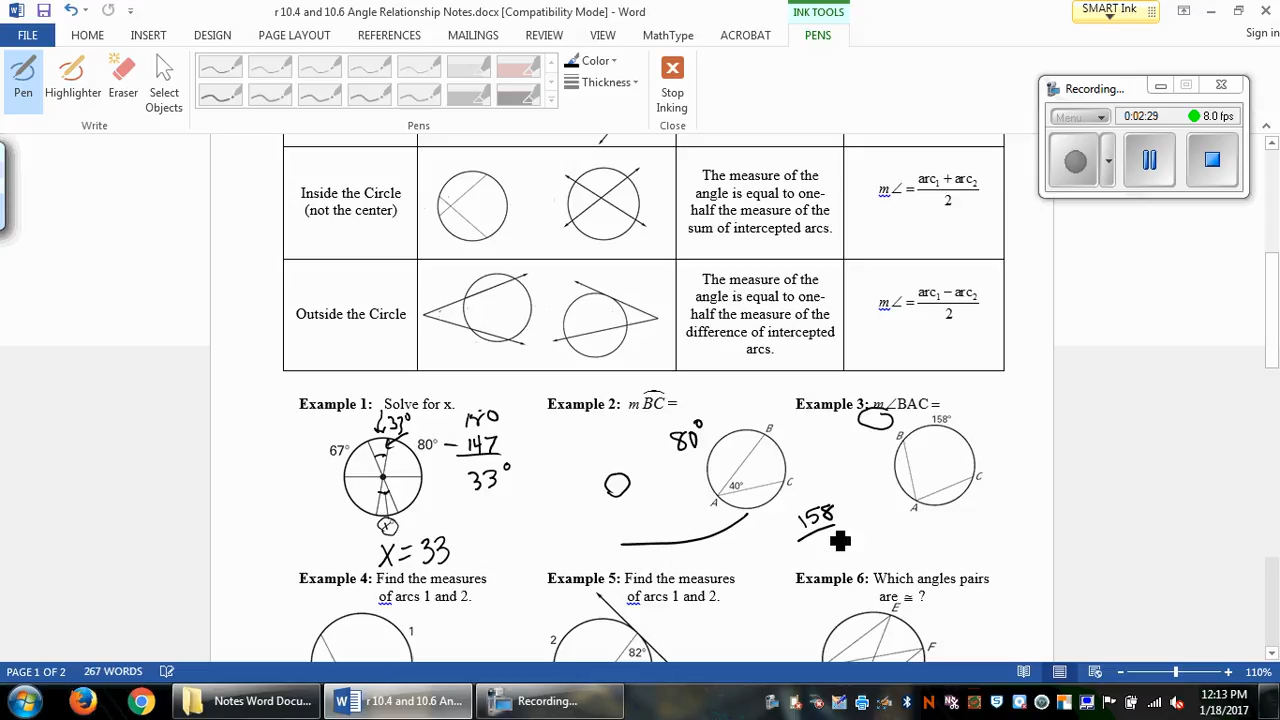 r 10.4 and 10.6 Angle Relationship Notes.docx [Compatibility Mode] - Word
INK TOOLS
SMART Ink
FILE HOME INSERT DESIGN PAGE LAYOUT REFERENCES MAILINGS REVIEW VIEW MathType ACROBAT PENS
Sign in
Pen Highlighter Eraser Select Objects
Color
Thickness
Stop Inking
Write Pens Close
Recording...
Menu
0:02:29 8.0 fps
Inside the Circle
(not the center)
The measure of the
angle is equal to one-
half the measure of the
sum of intercepted arcs.
m∠ = (arc₁ + arc₂) / 2
Outside the Circle
The measure of the
angle is equal to one-
half the measure of the
difference of intercepted
arcs.
m∠ = (arc₁ − arc₂) / 2
Example 1: Solve for x.
33°
67°
80°
x°
180
- 147
33°
x = 33
Example 2: m BC =
80°
B
40°
C
A
Example 3: m∠BAC =
158°
B
C
A
158
Example 4: Find the measures
of arcs 1 and 2.
1
Example 5: Find the measures
of arcs 1 and 2.
2
82°
Example 6: Which angles pairs
are ≅ ?
E
F
PAGE 1 OF 2 267 WORDS
110%
Notes Word Docu...
r 10.4 and 10.6 An...
Recording...
12:13 PM
1/18/2017